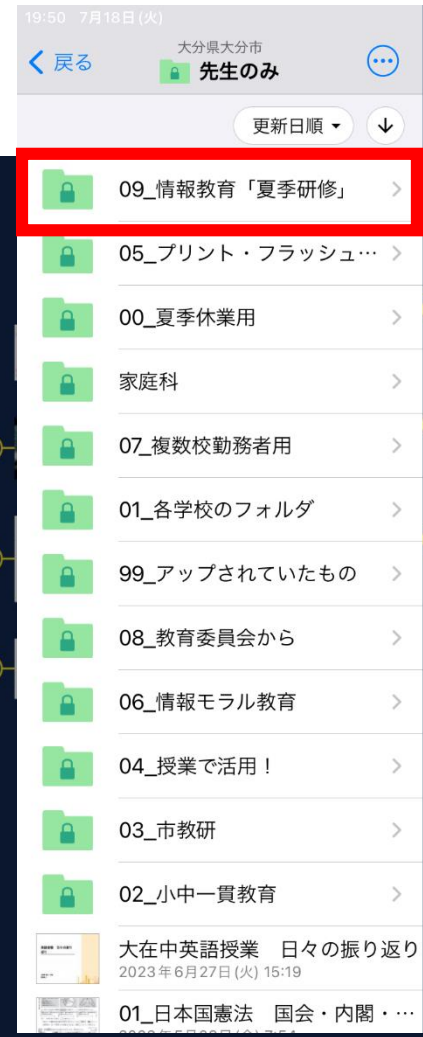 19:50 7月18日(火)
大分県大分市
戻る
先生のみ
更新日順
09_情報教育「夏季研修」
05_プリント・フラッシュ…
00_夏季休業用
家庭科
07_複数校勤務者用
01_各学校のフォルダ
99_アップされていたもの
08_教育委員会から
06_情報モラル教育
04_授業で活用！
03_市教研
02_小中一貫教育
大在中英語授業　日々の振り返り
2023年6月27日(火) 15:19
01_日本国憲法　国会・内閣・…